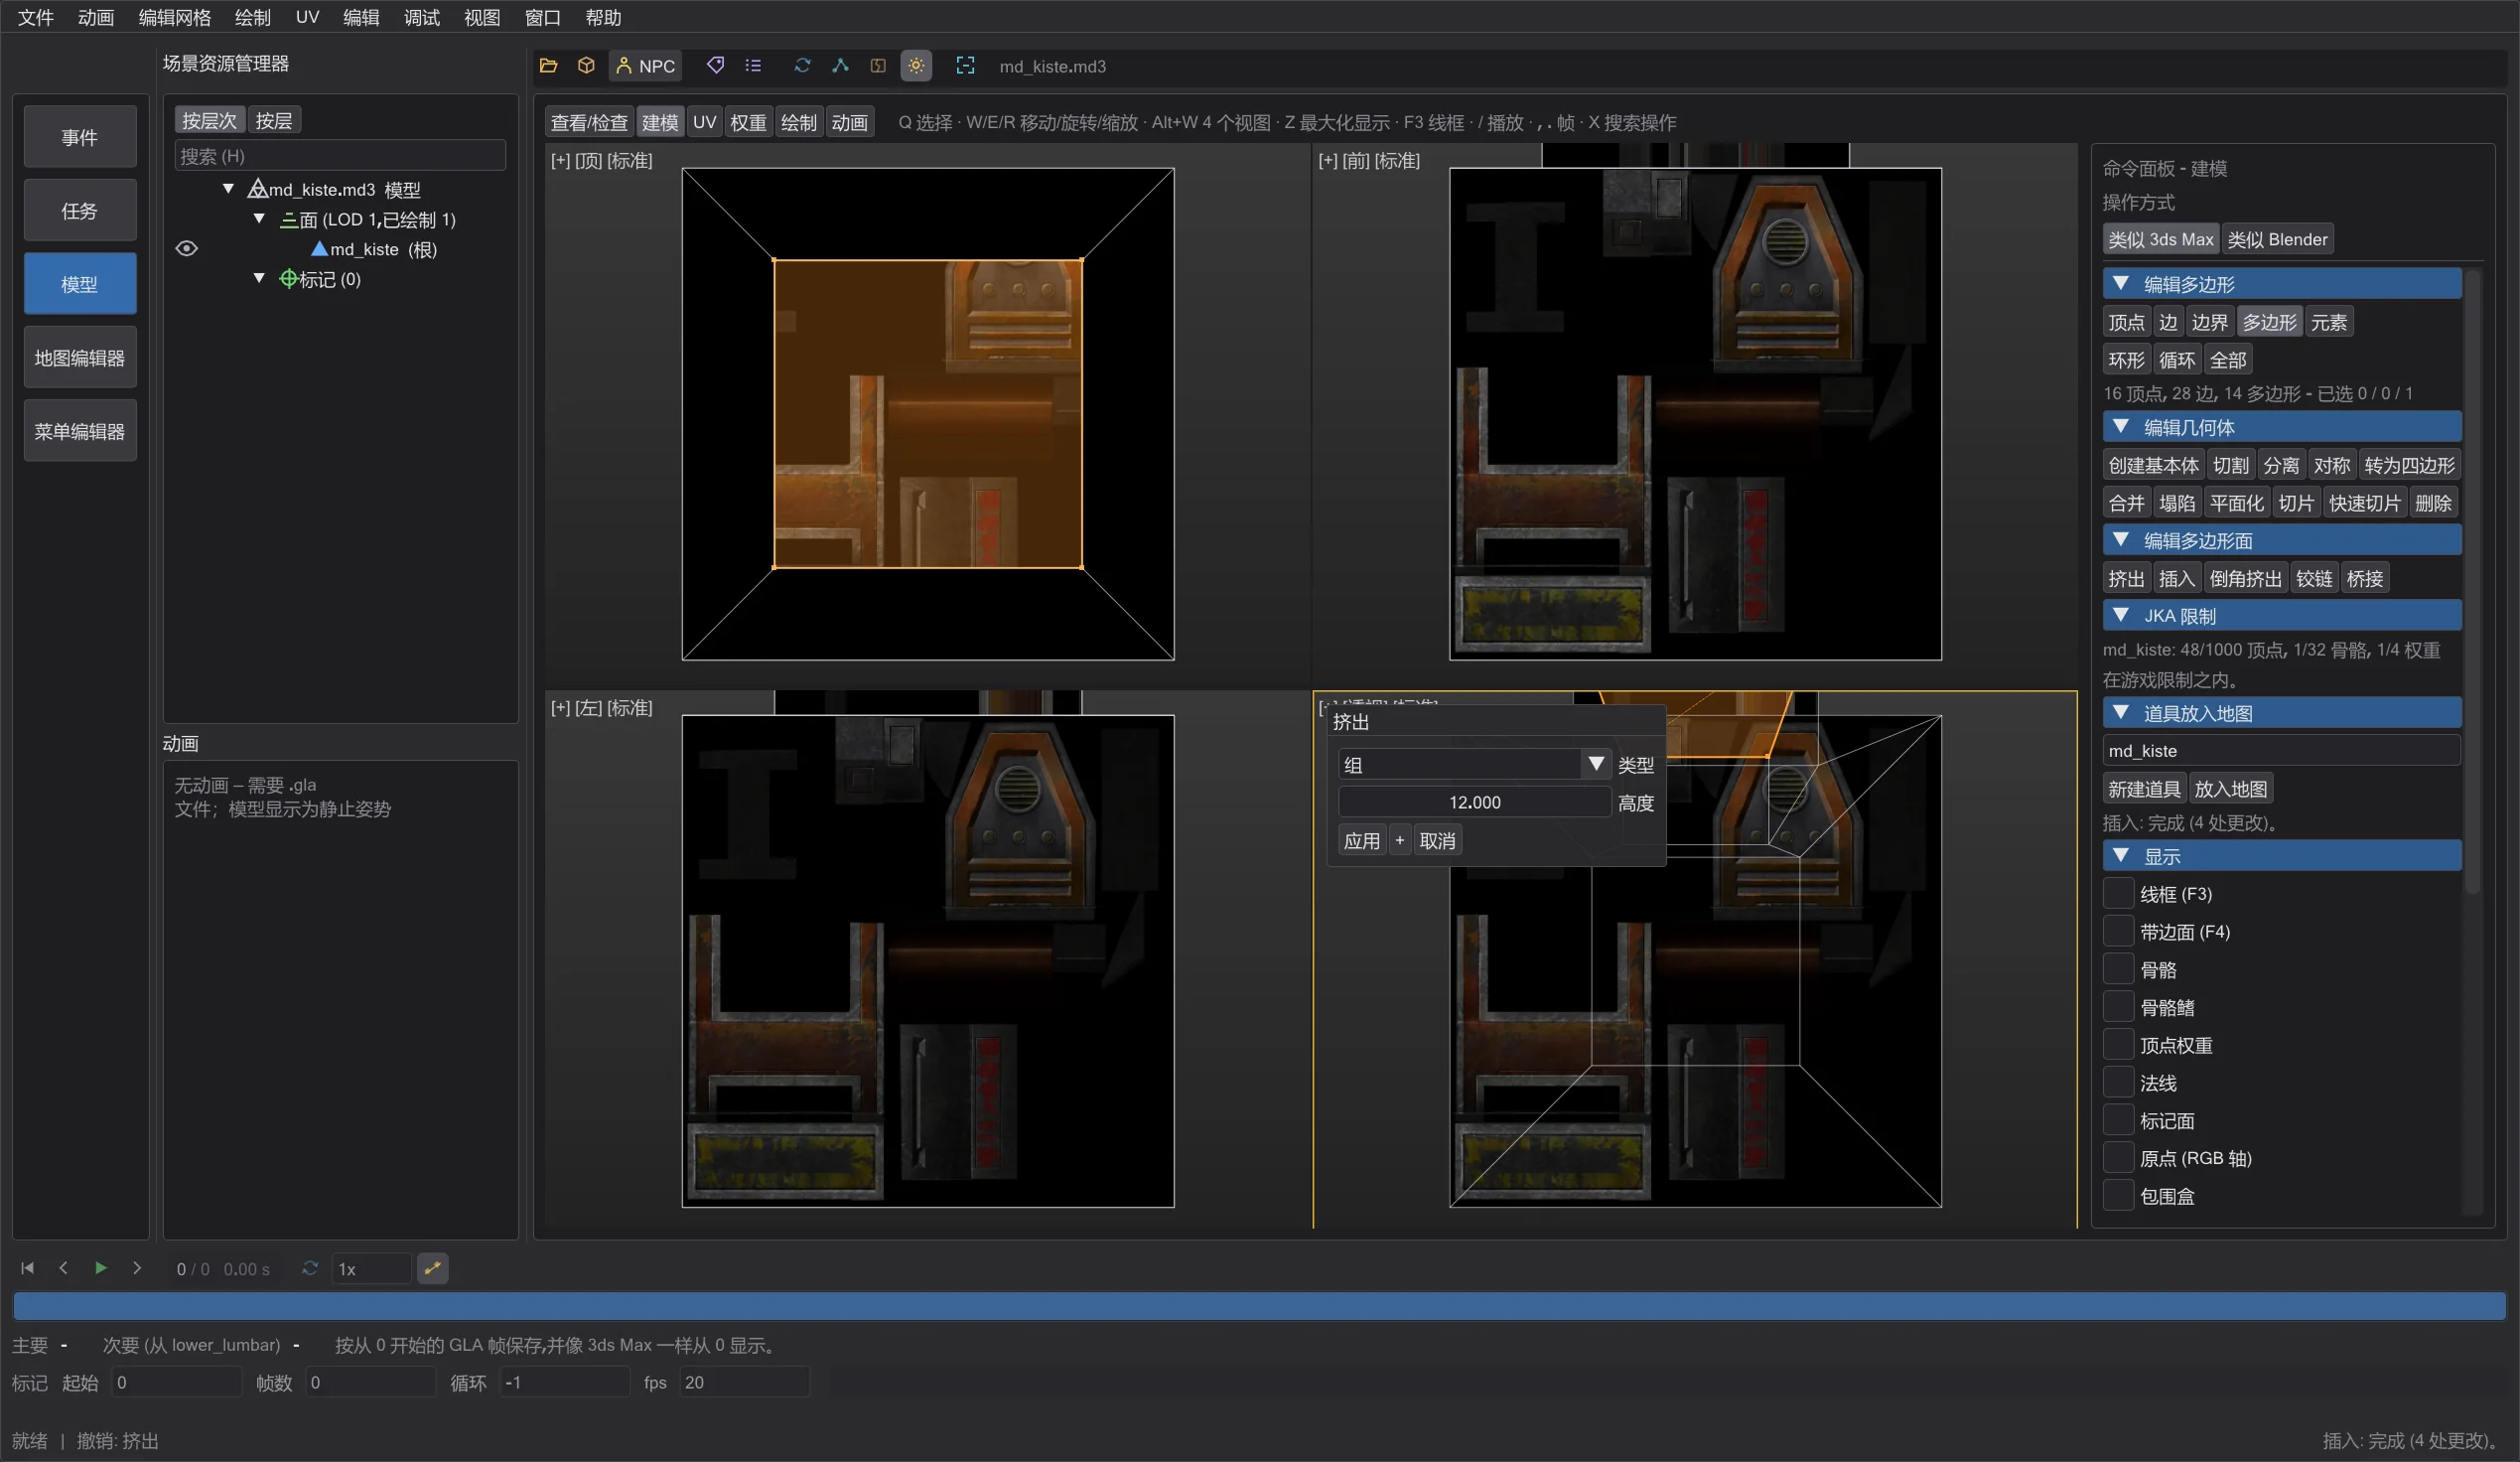 文件 动画 编辑网格 绘制 UV 编辑 调试 视图 窗口 帮助
场景资源管理器
NPC md_kiste.md3
事件
任务
模型
地图编辑器
菜单编辑器
按层次 按层
搜索 (H)
md_kiste.md3 模型
面 (LOD 1,已绘制 1)
md_kiste (根)
标记 (0)
动画
无动画 – 需要 .gla
文件；模型显示为静止姿势
查看/检查 建模 UV 权重 绘制 动画 Q 选择 · W/E/R 移动/旋转/缩放 · Alt+W 4 个视图 · Z 最大化显示 · F3 线框 · / 播放 · , . 帧 · X 搜索操作
[+] [顶] [标准]
[+] [前] [标准]
[+] [左] [标准]
挤出
组 类型
12.000 高度
应用 + 取消
命令面板 - 建模
操作方式
类似 3ds Max 类似 Blender
编辑多边形
顶点 边 边界 多边形 元素
环形 循环 全部
16 顶点, 28 边, 14 多边形 - 已选 0 / 0 / 1
编辑几何体
创建基本体 切割 分离 对称 转为四边形
合并 塌陷 平面化 切片 快速切片 删除
编辑多边形面
挤出 插入 倒角挤出 铰链 桥接
JKA 限制
md_kiste: 48/1000 顶点, 1/32 骨骼, 1/4 权重
在游戏限制之内。
道具放入地图
md_kiste
新建道具 放入地图
插入: 完成 (4 处更改)。
显示
线框 (F3)
带边面 (F4)
骨骼
骨骼鳍
顶点权重
法线
标记面
原点 (RGB 轴)
包围盒
0 / 0 0.00 s 1x
主要 - 次要 (从 lower_lumbar) - 按从 0 开始的 GLA 帧保存,并像 3ds Max 一样从 0 显示。
标记 起始 0 帧数 0 循环 -1 fps 20
就绪 | 撤销: 挤出
插入: 完成 (4 处更改)。